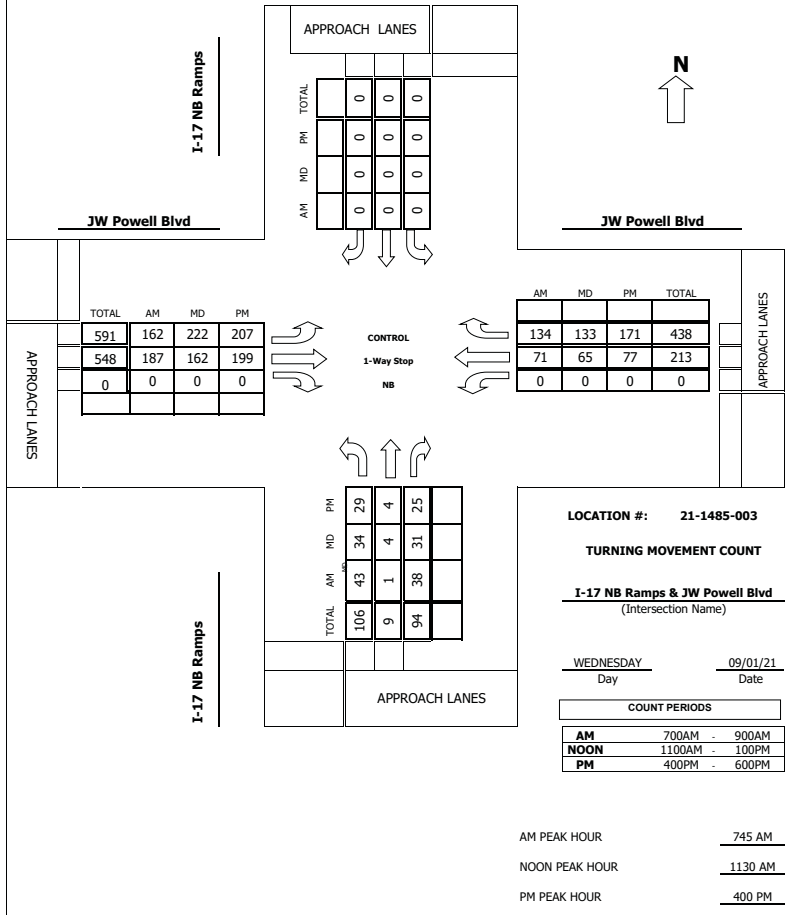 APPROACH LANES
I-17 NB Ramps
N
TOTAL 0 0 0
PM 0 0 0
MD 0 0 0
AM 0 0 0
JW Powell Blvd
JW Powell Blvd
TOTAL AM MD PM
591 162 222 207
548 187 162 199
0 0 0 0
APPROACH LANES
CONTROL
1-Way Stop
NB
AM MD PM TOTAL
134 133 171 438
71 65 77 213
0 0 0 0
APPROACH LANES
PM 29 4 25
MD 34 4 31
MD
AM 43 1 38
TOTAL 106 9 94
I-17 NB Ramps
APPROACH LANES
LOCATION #: 21-1485-003
TURNING MOVEMENT COUNT
I-17 NB Ramps & JW Powell Blvd
(Intersection Name)
WEDNESDAY 09/01/21
Day Date
COUNT PERIODS
AM 700AM - 900AM
NOON 1100AM - 100PM
PM 400PM - 600PM
AM PEAK HOUR 745 AM
NOON PEAK HOUR 1130 AM
PM PEAK HOUR 400 PM